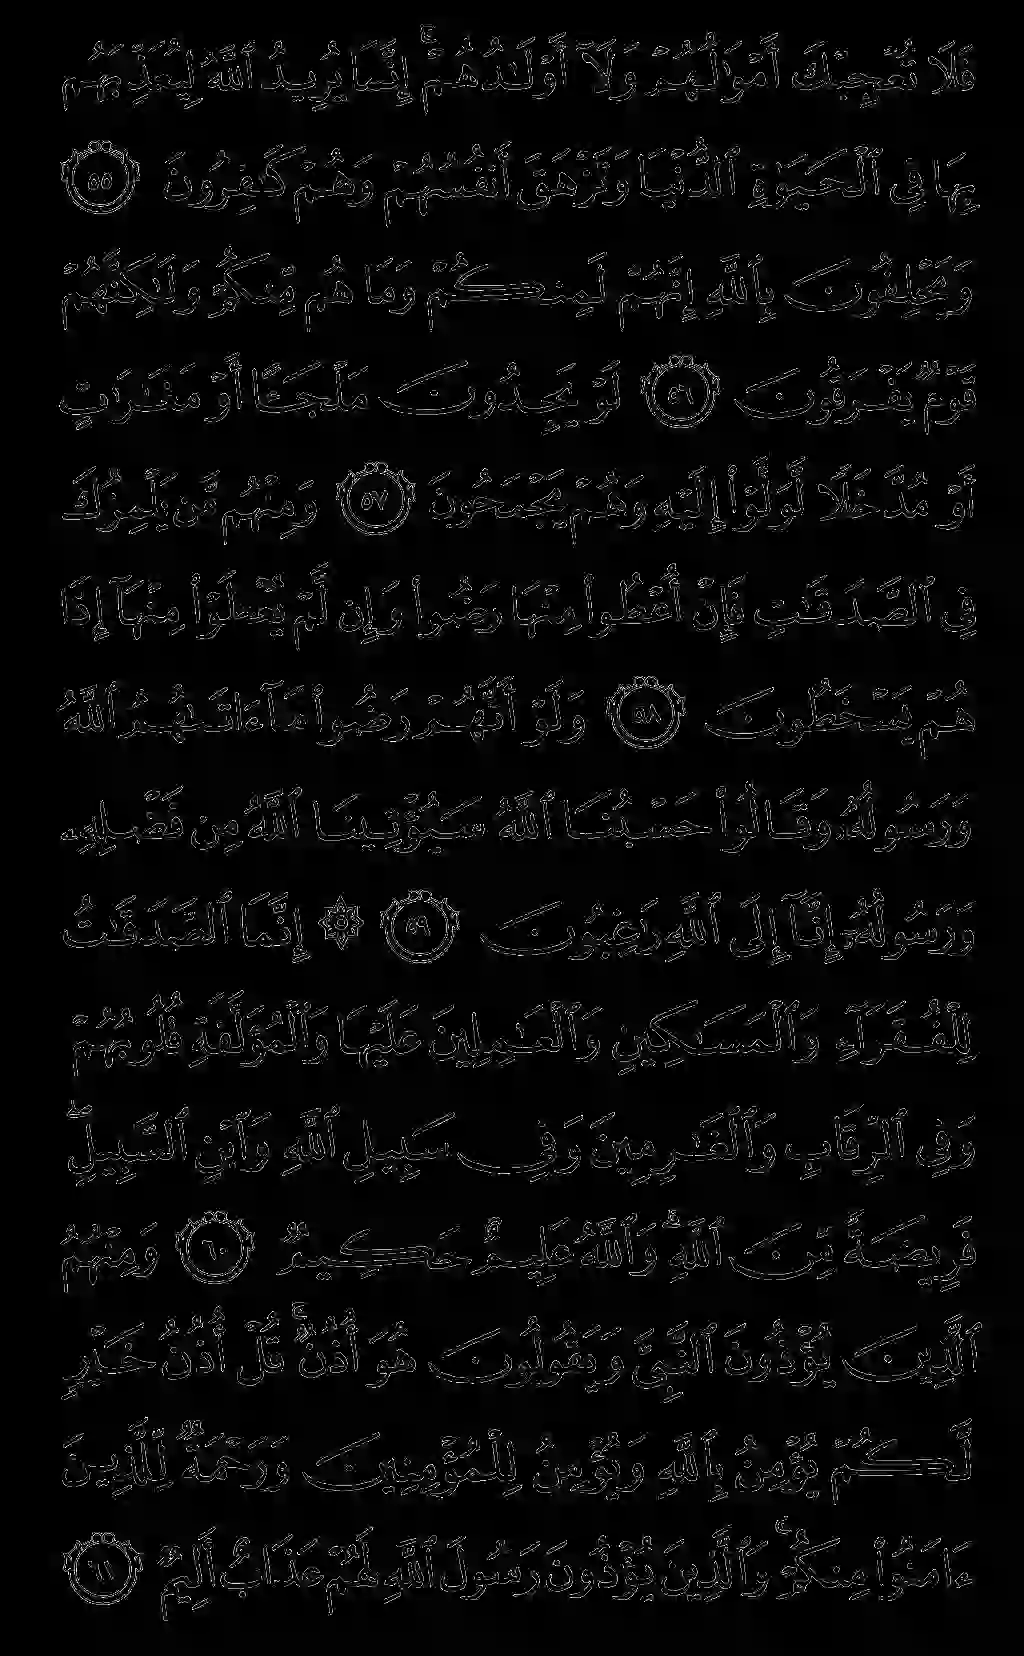 فَلَا تُعْجِبْكَ أَمْوَٰلُهُمْ وَلَآ أَوْلَـٰدُهُمْ ۚ إِنَّمَا يُرِيدُ ٱللَّهُ لِيُعَذِّبَهُم
بِهَا فِى ٱلْحَيَوٰةِ ٱلدُّنْيَا وَتَزْهَقَ أَنفُسُهُمْ وَهُمْ كَـٰفِرُونَ ٥٥
وَيَحْلِفُونَ بِٱللَّهِ إِنَّهُمْ لَمِنكُمْ وَمَا هُم مِّنكُمْ وَلَـٰكِنَّهُمْ
قَوْمٌ يَفْرَقُونَ ٥٦ لَوْ يَجِدُونَ مَلْجَـًٔا أَوْ مَغَـٰرَٰتٍ
أَوْ مُدَّخَلًا لَّوَلَّوْا۟ إِلَيْهِ وَهُمْ يَجْمَحُونَ ٥٧ وَمِنْهُم مَّن يَلْمِزُكَ
فِى ٱلصَّدَقَـٰتِ فَإِنْ أُعْطُوا۟ مِنْهَا رَضُوا۟ وَإِن لَّمْ يُعْطَوْا۟ مِنْهَآ إِذَا
هُمْ يَسْخَطُونَ ٥٨ وَلَوْ أَنَّهُمْ رَضُوا۟ مَآ ءَاتَىٰهُمُ ٱللَّهُ
وَرَسُولُهُۥ وَقَالُوا۟ حَسْبُنَا ٱللَّهُ سَيُؤْتِينَا ٱللَّهُ مِن فَضْلِهِۦ
وَرَسُولُهُۥٓ إِنَّآ إِلَى ٱللَّهِ رَٰغِبُونَ ٥٩ ۞ إِنَّمَا ٱلصَّدَقَـٰتُ
لِلْفُقَرَآءِ وَٱلْمَسَـٰكِينِ وَٱلْعَـٰمِلِينَ عَلَيْهَا وَٱلْمُؤَلَّفَةِ قُلُوبُهُمْ
وَفِى ٱلرِّقَابِ وَٱلْغَـٰرِمِينَ وَفِى سَبِيلِ ٱللَّهِ وَٱبْنِ ٱلسَّبِيلِ ۖ
فَرِيضَةً مِّنَ ٱللَّهِ ۗ وَٱللَّهُ عَلِيمٌ حَكِيمٌ ٦٠ وَمِنْهُمُ
ٱلَّذِينَ يُؤْذُونَ ٱلنَّبِىَّ وَيَقُولُونَ هُوَ أُذُنٌ ۚ قُلْ أُذُنُ خَيْرٍ
لَّكُمْ يُؤْمِنُ بِٱللَّهِ وَيُؤْمِنُ لِلْمُؤْمِنِينَ وَرَحْمَةٌ لِّلَّذِينَ
ءَامَنُوا۟ مِنكُمْ ۚ وَٱلَّذِينَ يُؤْذُونَ رَسُولَ ٱللَّهِ لَهُمْ عَذَابٌ أَلِيمٌ ٦١